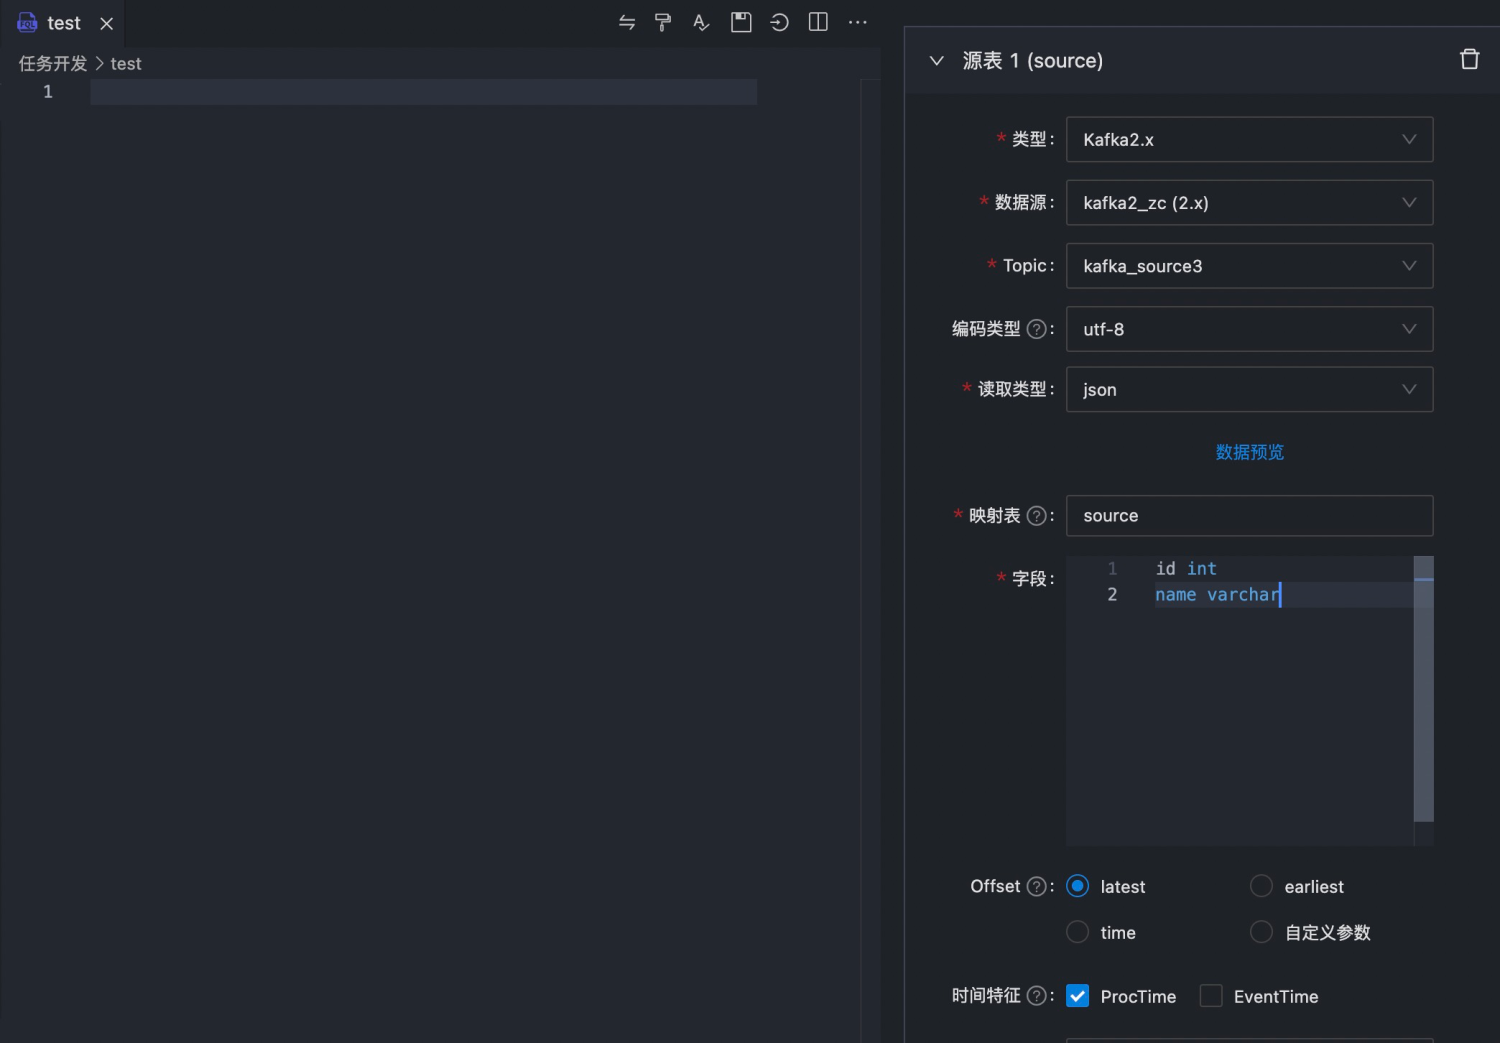 FQL test
任务开发 > test
1
源表 1 (source)
* 类型: Kafka2.x
* 数据源: kafka2_zc (2.x)
* Topic: kafka_source3
编码类型 ? : utf-8
* 读取类型: json
数据预览
* 映射表 ? : source
* 字段:
1 id int
2 name varchar
Offset ? : latest earliest
time 自定义参数
时间特征 ? : ProcTime EventTime